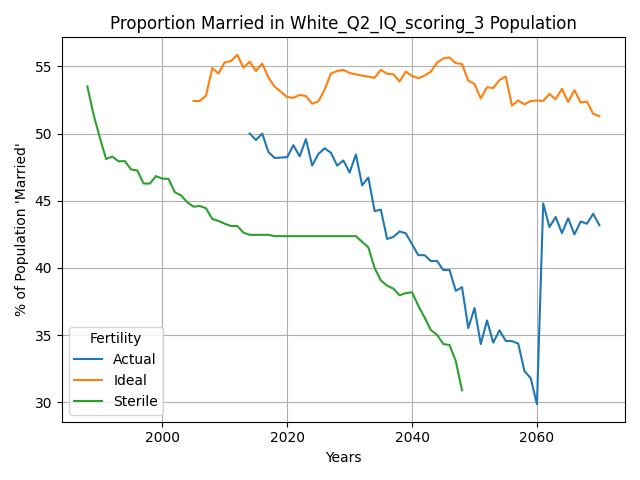 Proportion Married in White_Q2_IQ_scoring_3 Population
% of Population 'Married'
55
50
45
40
35
30
Fertility
Actual
Ideal
Sterile
2000
2020
2040
2060
Years